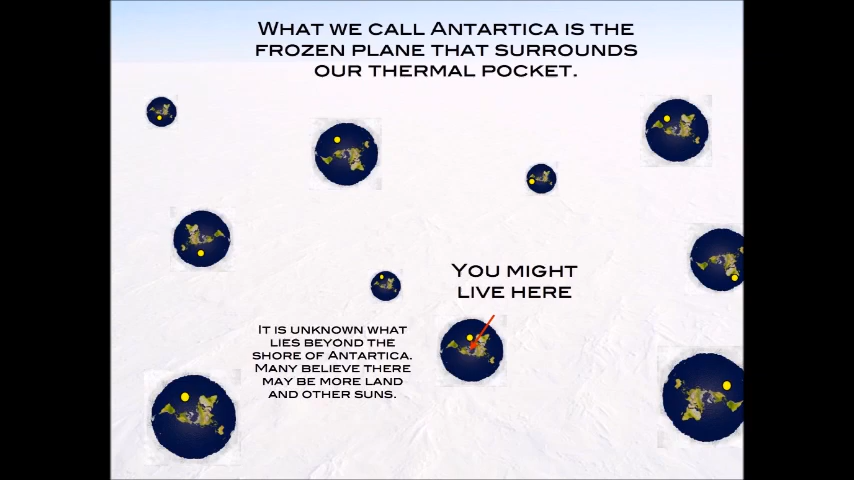 What we call Antartica is the
frozen plane that surrounds
our thermal pocket.
You might
live here
It is unknown what
lies beyond the
shore of Antartica.
Many believe there
may be more land
and other suns.